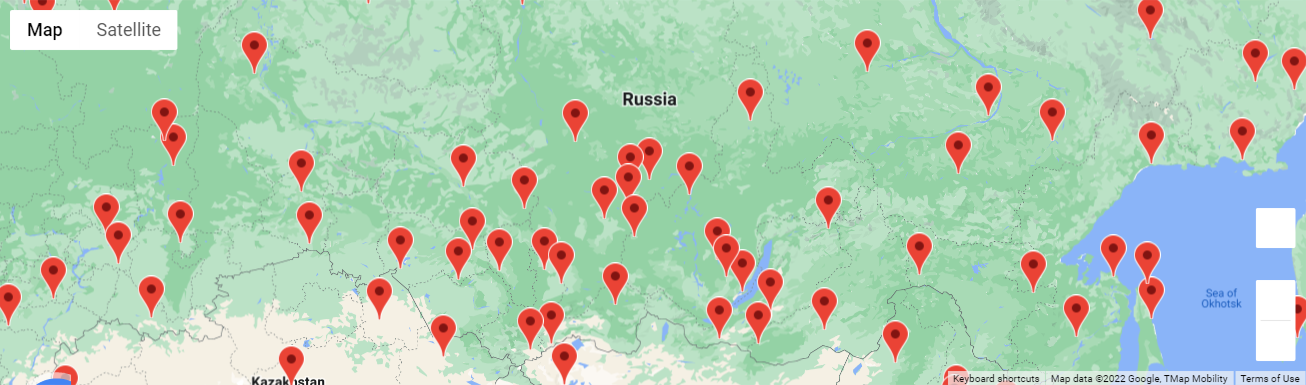 Map Satellite
Russia
Sea of
Okhotsk
Kazakhstan
Keyboard shortcuts Map data ©2022 Google, TMap Mobility Terms of Use